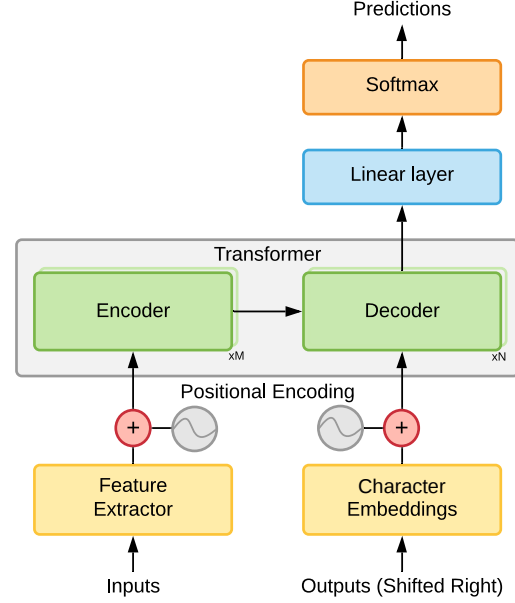 Predictions
Softmax
Linear layer
Transformer
Encoder
Decoder
xM
xN
Positional Encoding
+
+
Feature
Extractor
Character
Embeddings
Inputs
Outputs (Shifted Right)